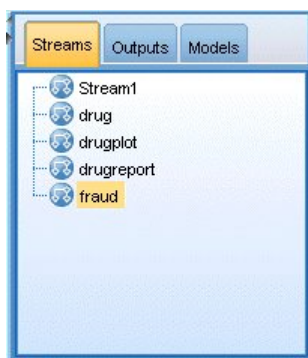 Streams Outputs Models
Stream1
drug
drugplot
drugreport
fraud